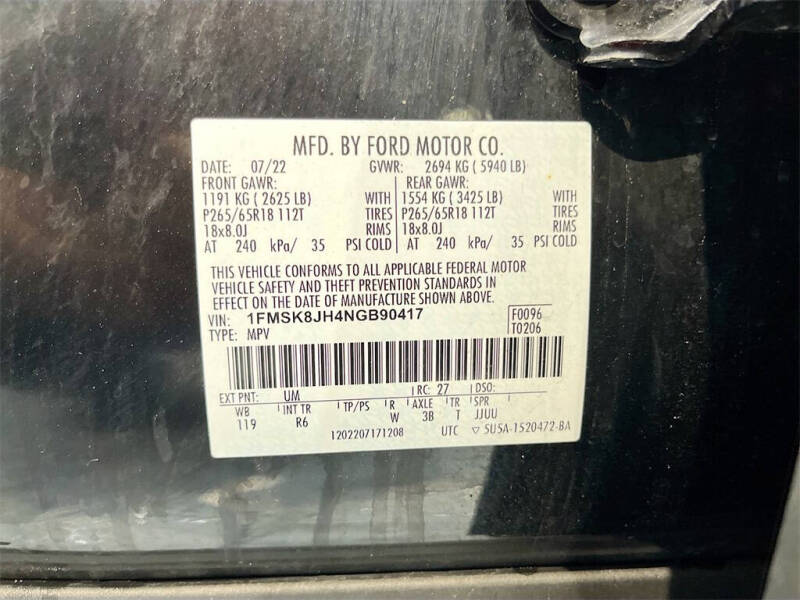 MFD. BY FORD MOTOR CO.
DATE: 07/22 GVWR: 2694 KG ( 5940 LB)
FRONT GAWR: REAR GAWR:
1191 KG ( 2625 LB) WITH 1554 KG ( 3425 LB) WITH
P265/65R18 112T TIRES P265/65R18 112T TIRES
18x8.0J RIMS 18x8.0J RIMS
AT 240 kPa/ 35 PSI COLD AT 240 kPa/ 35 PSI COLD
THIS VEHICLE CONFORMS TO ALL APPLICABLE FEDERAL MOTOR
VEHICLE SAFETY AND THEFT PREVENTION STANDARDS IN
EFFECT ON THE DATE OF MANUFACTURE SHOWN ABOVE.
VIN: 1FMSK8JH4NGB90417 F0096
TYPE: MPV T0206
EXT PNT: UM RC: 27 DSO:
WB INT TR TP/PS R AXLE TR SPR
119 R6 W 3B T JJUU
1202207171208 UTC ▽ 5U5A-1520472-BA